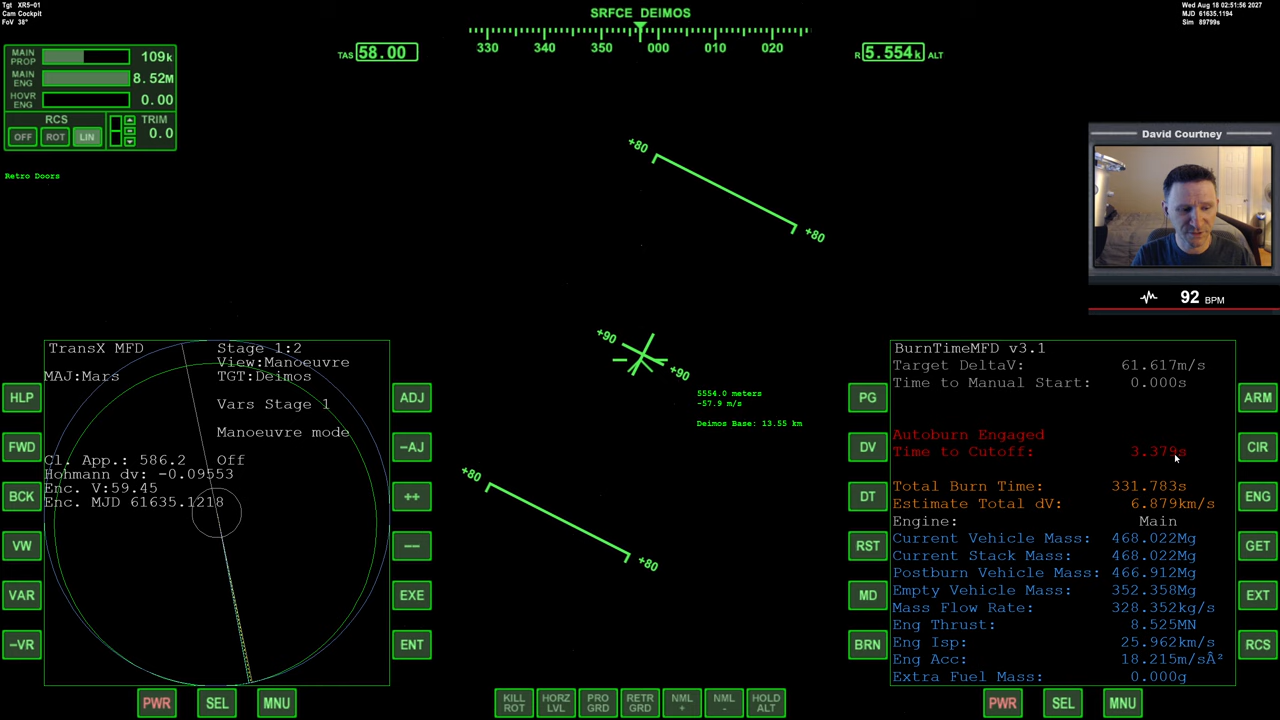 Tgt XR5-01
Cam Cockpit
FoV 38°
SRFCE DEIMOS
Wed Aug 18 02:51:56 2027
MJD 61635.1194
Sim 89799s
330 340 350 000 010 020
TAS 58.00
R 5.554k ALT
MAIN PROP 109k
MAIN ENG 8.52M
HOVR ENG 0.00
RCS TRIM
OFF ROT LIN 0.0
Retro Doors
David Courtney
92 BPM
+80
+80
+90
+90
+80
+80
5554.0 meters
-57.9 m/s
Deimos Base: 13.55 km
TransX MFD Stage 1:2
View:Manoeuvre
MAJ:Mars TGT:Deimos
Vars Stage 1
Manoeuvre mode
Cl. App.: 586.2 Off
Hohmann dv: -0.09553
Enc. V:59.45
Enc. MJD 61635.1218
HLP
FWD
BCK
VW
VAR
-VR
ADJ
-AJ
++
--
EXE
ENT
PWR SEL MNU
KILL ROT
HORZ LVL
PRO GRD
RETR GRD
NML +
NML -
HOLD ALT
BurnTimeMFD v3.1
Target DeltaV: 61.617m/s
Time to Manual Start: 0.000s
Autoburn Engaged
Time to Cutoff: 3.379s
Total Burn Time: 331.783s
Estimate Total dV: 6.879km/s
Engine: Main
Current Vehicle Mass: 468.022Mg
Current Stack Mass: 468.022Mg
Postburn Vehicle Mass: 466.912Mg
Empty Vehicle Mass: 352.358Mg
Mass Flow Rate: 328.352kg/s
Eng Thrust: 8.525MN
Eng Isp: 25.962km/s
Eng Acc: 18.215m/sÂ²
Extra Fuel Mass: 0.000g
PG
DV
DT
RST
MD
BRN
ARM
CIR
ENG
GET
EXT
RCS
PWR SEL MNU